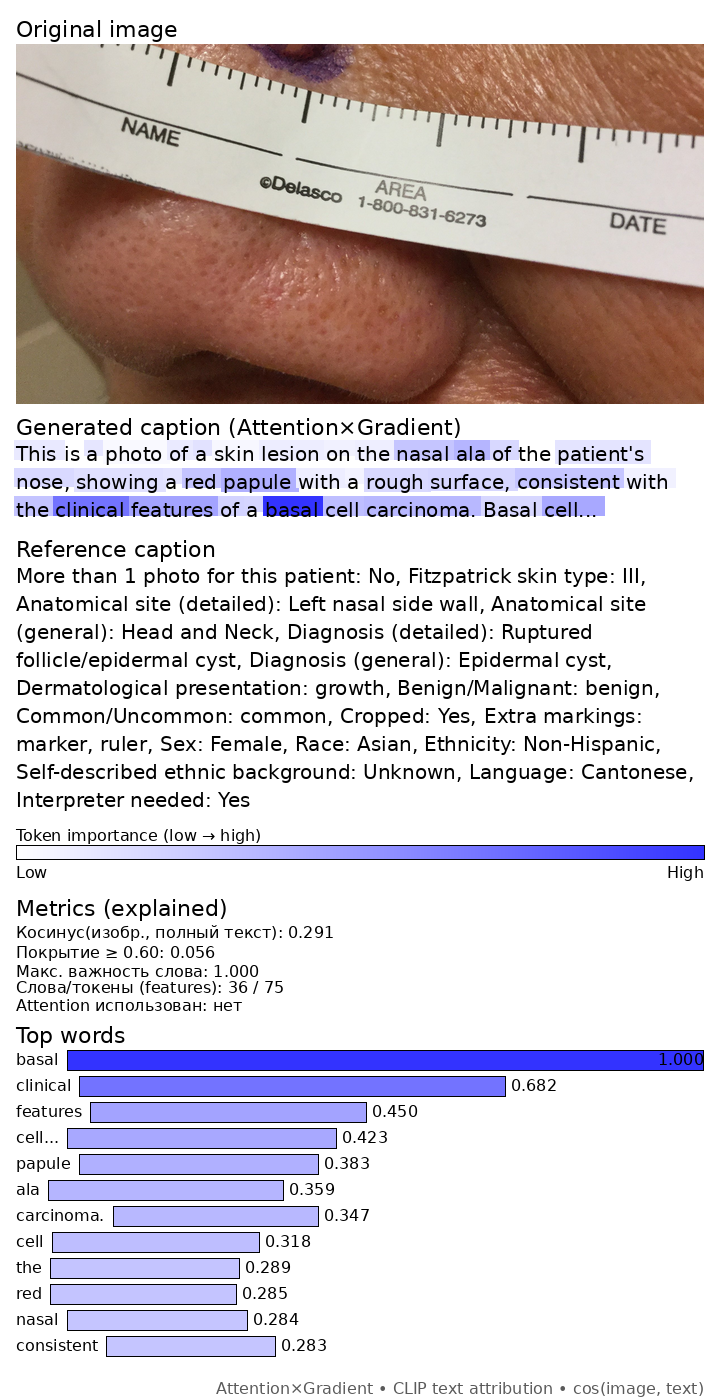 Original image
NAME
©Delasco
AREA
1-800-831-6273
DATE
Generated caption (Attention×Gradient)
This is a photo of a skin lesion on the nasal ala of the patient's
nose, showing a red papule with a rough surface, consistent with
the clinical features of a basal cell carcinoma. Basal cell...
Reference caption
More than 1 photo for this patient: No, Fitzpatrick skin type: III,
Anatomical site (detailed): Left nasal side wall, Anatomical site
(general): Head and Neck, Diagnosis (detailed): Ruptured
follicle/epidermal cyst, Diagnosis (general): Epidermal cyst,
Dermatological presentation: growth, Benign/Malignant: benign,
Common/Uncommon: common, Cropped: Yes, Extra markings:
marker, ruler, Sex: Female, Race: Asian, Ethnicity: Non-Hispanic,
Self-described ethnic background: Unknown, Language: Cantonese,
Interpreter needed: Yes
Token importance (low → high)
Low High
Metrics (explained)
Косинус(изобр., полный текст): 0.291
Покрытие ≥ 0.60: 0.056
Макс. важность слова: 1.000
Слова/токены (features): 36 / 75
Attention использован: нет
Top words
basal 1.000
clinical 0.682
features 0.450
cell... 0.423
papule 0.383
ala 0.359
carcinoma. 0.347
cell 0.318
the 0.289
red 0.285
nasal 0.284
consistent 0.283
Attention×Gradient • CLIP text attribution • cos(image, text)